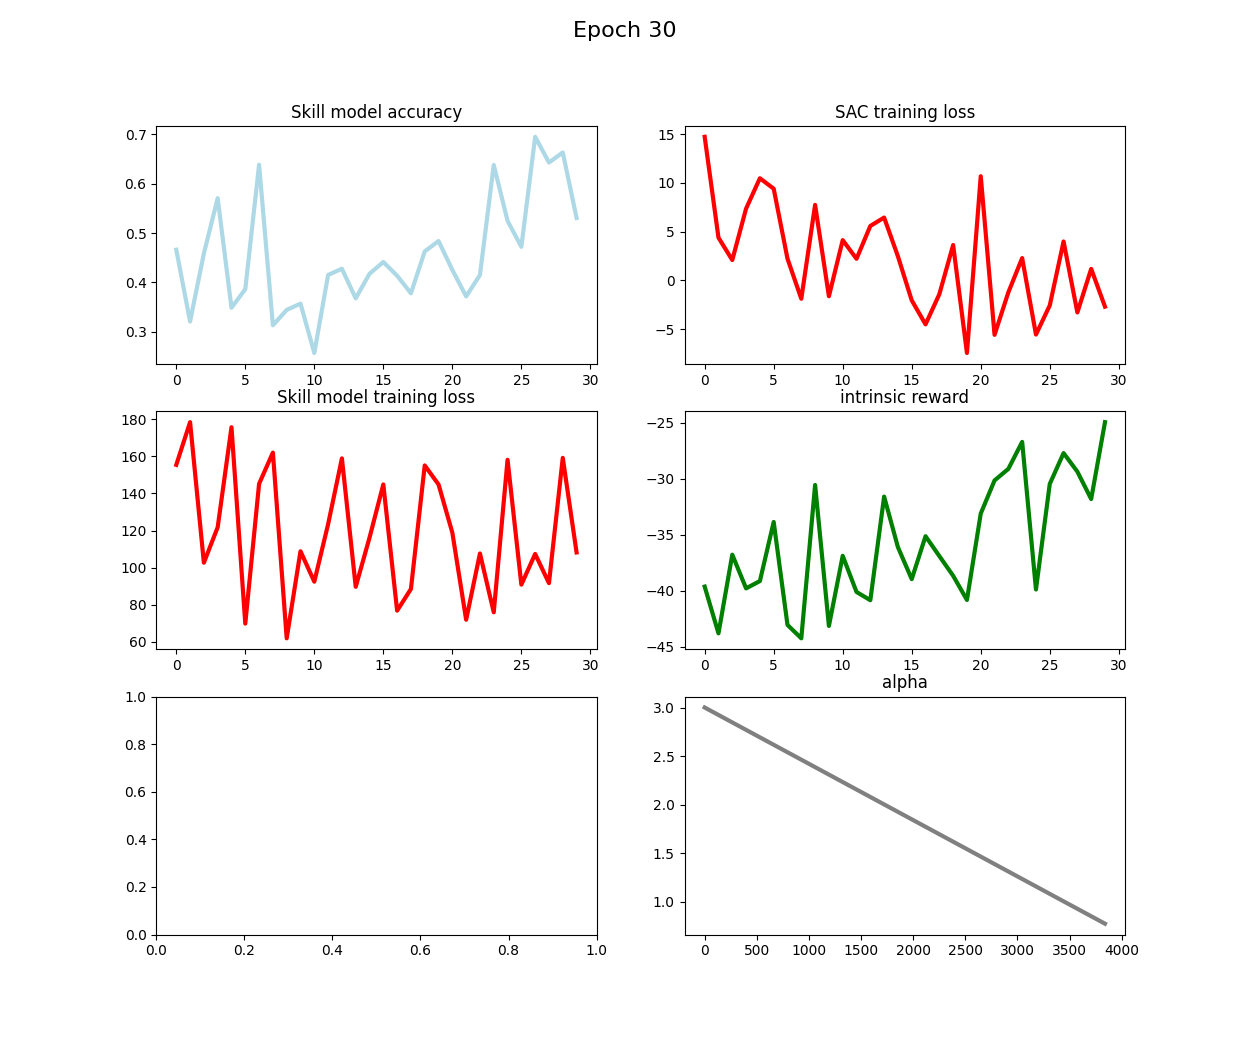 Epoch 30
Skill model accuracy
0.7
0.6
0.5
0.4
0.3
0 5 10 15 20 25 30
SAC training loss
15
10
5
0
−5
0 5 10 15 20 25 30
Skill model training loss
180
160
140
120
100
80
60
0 5 10 15 20 25 30
intrinsic reward
−25
−30
−35
−40
−45
0 5 10 15 20 25 30
1.0
0.8
0.6
0.4
0.2
0.0
0.0 0.2 0.4 0.6 0.8 1.0
alpha
3.0
2.5
2.0
1.5
1.0
0 500 1000 1500 2000 2500 3000 3500 4000